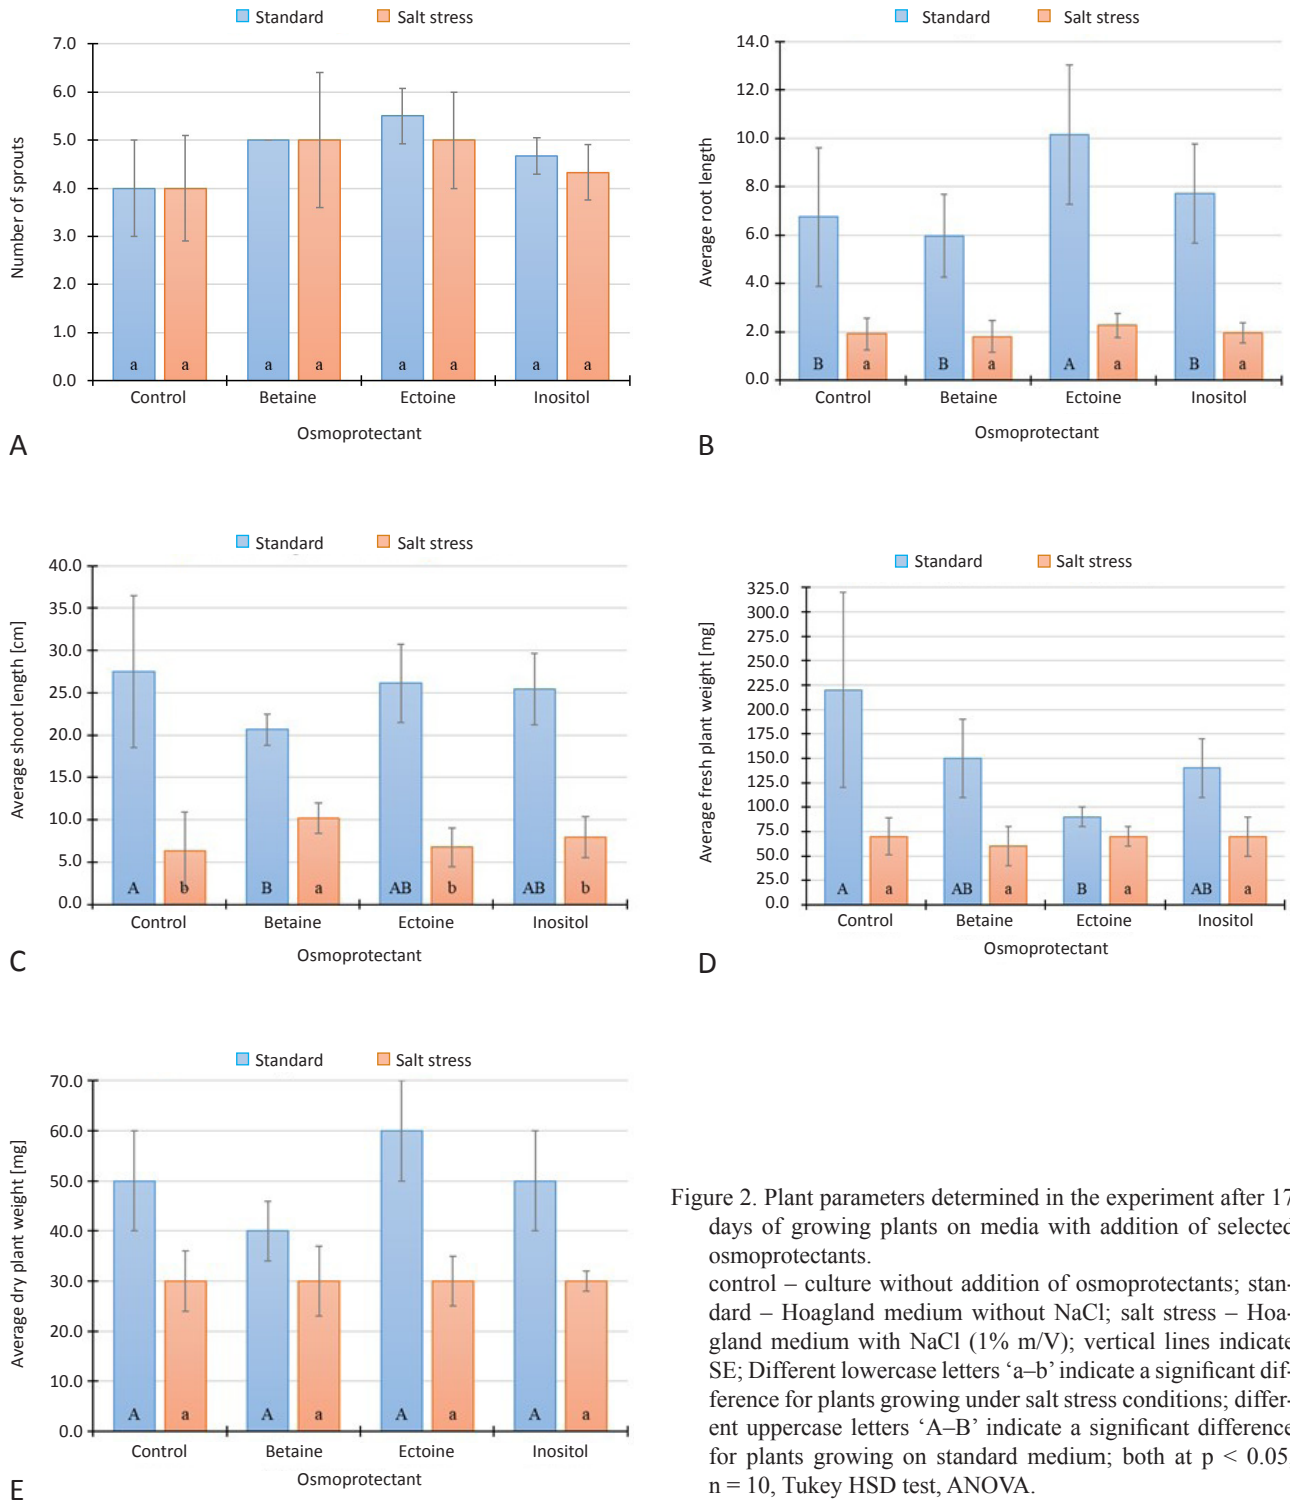 Standard Salt stress
7.0
6.0
5.0
4.0
3.0
2.0
1.0
0.0
Number of sprouts
a a a a a a a a
Control Betaine Ectoine Inositol
Osmoprotectant
A
Standard Salt stress
14.0
12.0
10.0
8.0
6.0
4.0
2.0
0.0
Average root length
B a B a A a B a
Control Betaine Ectoine Inositol
Osmoprotectant
B
Standard Salt stress
40.0
35.0
30.0
25.0
20.0
15.0
10.0
5.0
0.0
Average shoot length [cm]
A b B a AB b AB b
Control Betaine Ectoine Inositol
Osmoprotectant
C
Standard Salt stress
325.0
300.0
275.0
250.0
225.0
200.0
175.0
150.0
125.0
100.0
75.0
50.0
25.0
0.0
Average fresh plant weight [mg]
A a AB a B a AB a
Control Betaine Ectoine Inositol
Osmoprotectant
D
Standard Salt stress
70.0
60.0
50.0
40.0
30.0
20.0
10.0
0.0
Average dry plant weight [mg]
A a A a A a A a
Control Betaine Ectoine Inositol
Osmoprotectant
E
Figure 2. Plant parameters determined in the experiment after 17
days of growing plants on media with addition of selected
osmoprotectants.
control – culture without addition of osmoprotectants; stan-
dard – Hoagland medium without NaCl; salt stress – Hoa-
gland medium with NaCl (1% m/V); vertical lines indicate
SE; Different lowercase letters ‘a–b’ indicate a significant dif-
ference for plants growing under salt stress conditions; differ-
ent uppercase letters ‘A–B’ indicate a significant difference
for plants growing on standard medium; both at p < 0.05,
n = 10, Tukey HSD test, ANOVA.